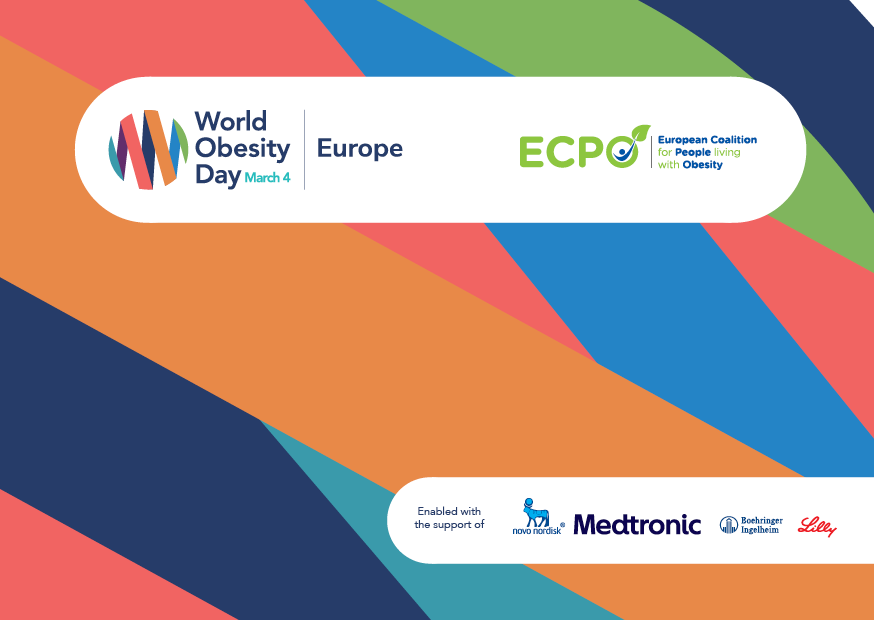 World
Obesity
Day March 4
Europe
ECPO
European Coalition
for People living
with Obesity
Enabled with
the support of
novo nordisk®
Medtronic
Boehringer
Ingelheim
Lilly